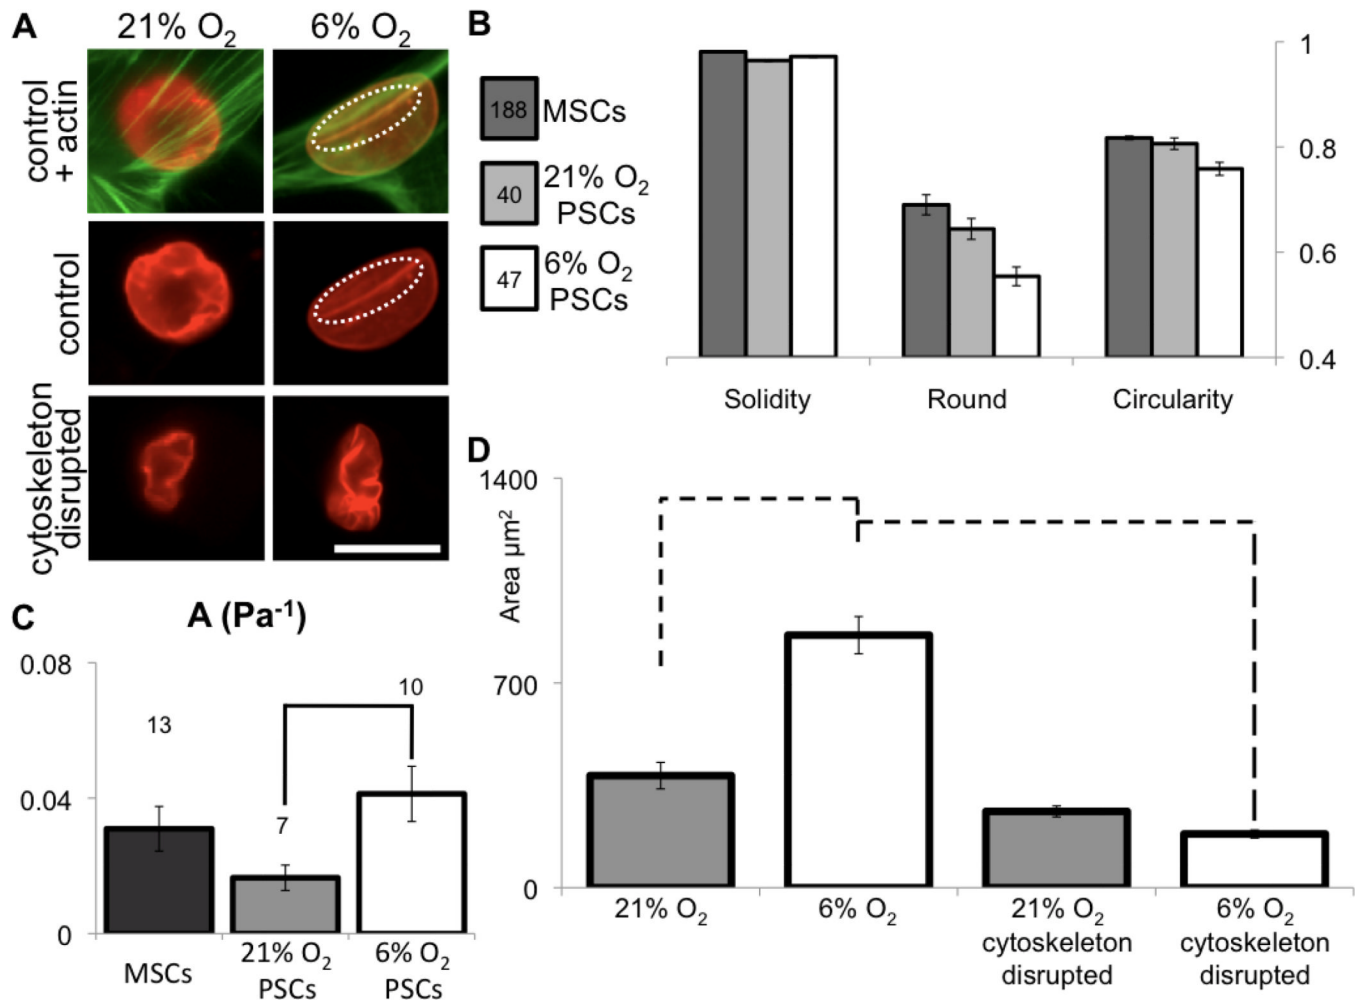 A
21% O2
6% O2
control
+ actin
control
cytoskeleton
disrupted
B
188 MSCs
40 21% O2
PSCs
47 6% O2
PSCs
1
0.8
0.6
0.4
Solidity
Round
Circularity
C
A (Pa-1)
0.08
0.04
0
13
7
10
MSCs
21% O2
PSCs
6% O2
PSCs
D
Area µm2
1400
700
0
21% O2
6% O2
21% O2
cytoskeleton
disrupted
6% O2
cytoskeleton
disrupted